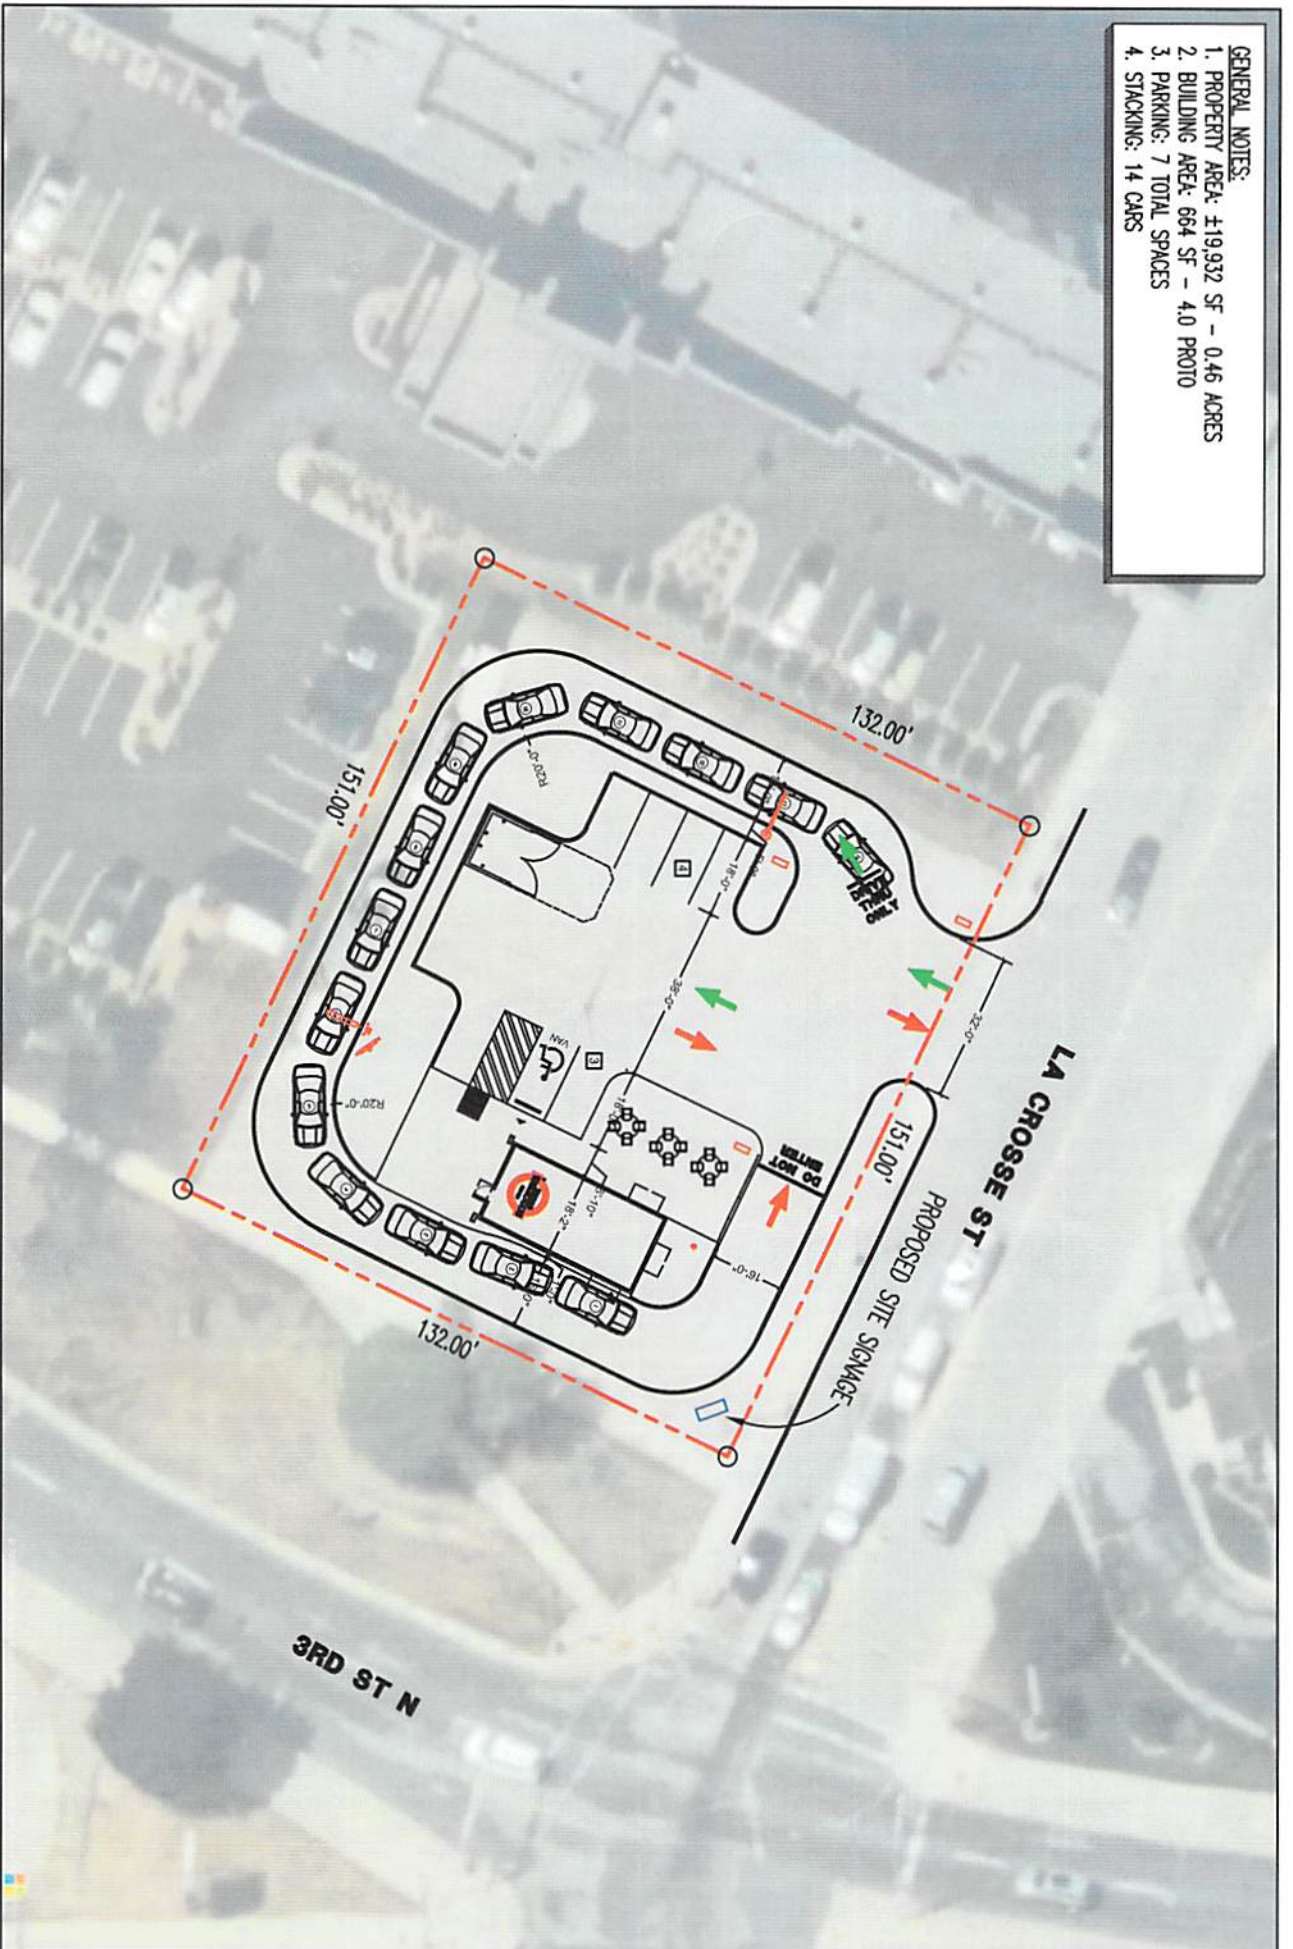 GENERAL NOTES:
1. PROPERTY AREA: ±19,932 SF - 0.46 ACRES
2. BUILDING AREA: 664 SF - 4.0 PROTO
3. PARKING: 7 TOTAL SPACES
4. STACKING: 14 CARS
LA CROSSE ST
PROPOSED SITE SIGNAGE
3RD ST N
132.00'
151.00'
151.00'
132.00'
32'-0"
DO NOT
ENTER
16'-0"
18'-0"
38'-0"
18'-2"
R20'-0"
R20'-0"
4
3
VAN